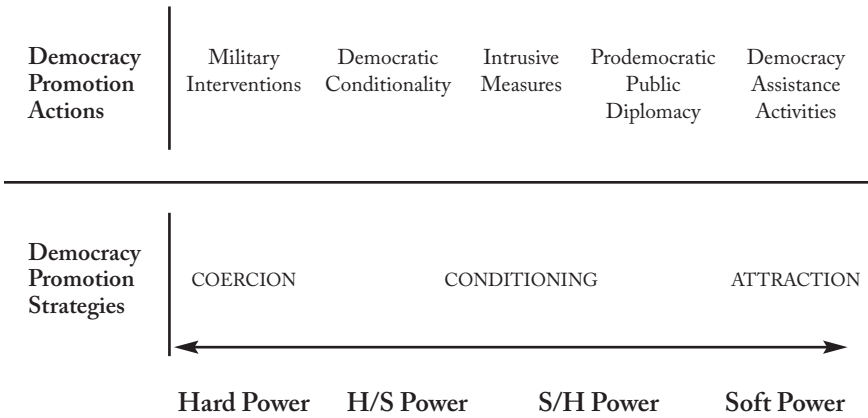 Democracy
Promotion
Actions
Military
Interventions
Democratic
Conditionality
Intrusive
Measures
Prodemocratic
Public
Diplomacy
Democracy
Assistance
Activities
Democracy
Promotion
Strategies
COERCION
CONDITIONING
ATTRACTION
Hard Power
H/S Power
S/H Power
Soft Power